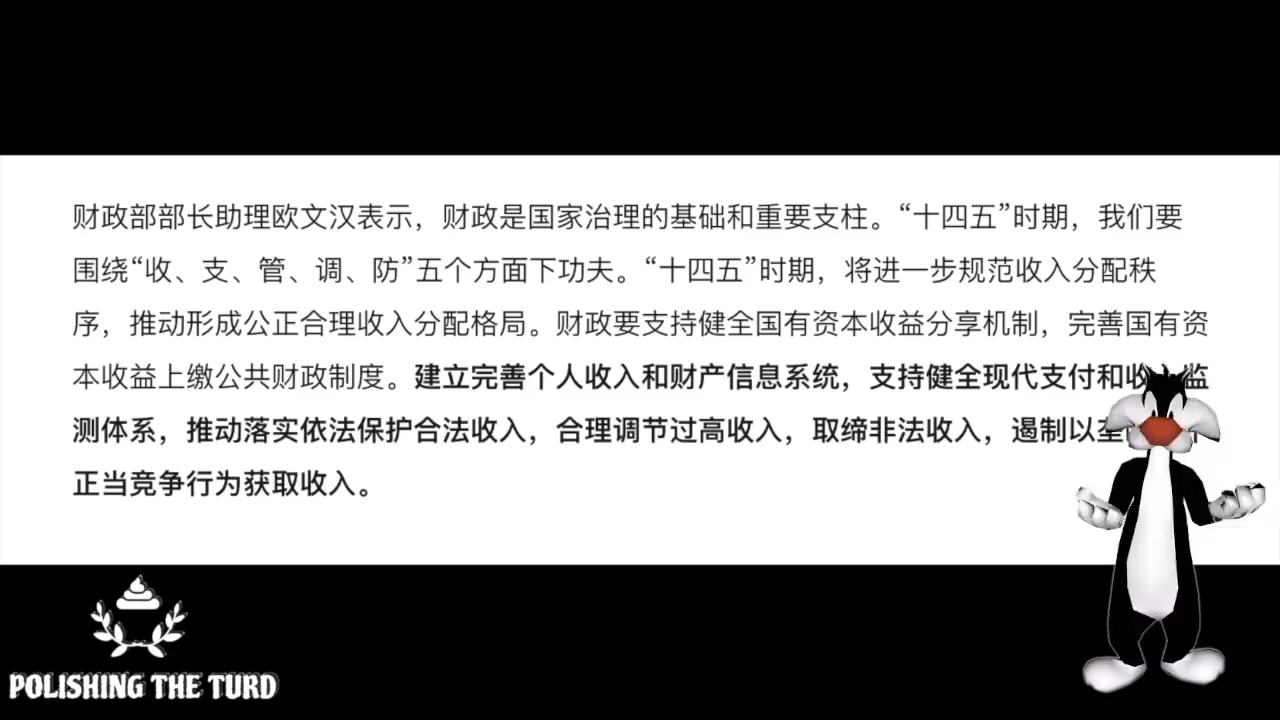 财政部部长助理欧文汉表示，财政是国家治理的基础和重要支柱。“十四五”时期，我们要
围绕“收、支、管、调、防”五个方面下功夫。“十四五”时期，将进一步规范收入分配秩
序，推动形成公正合理收入分配格局。财政要支持健全国有资本收益分享机制，完善国有资
本收益上缴公共财政制度。建立完善个人收入和财产信息系统，支持健全现代支付和收 监
测体系，推动落实依法保护合法收入，合理调节过高收入，取缔非法收入，遏制以垄
正当竞争行为获取收入。
POLISHING THE TURD